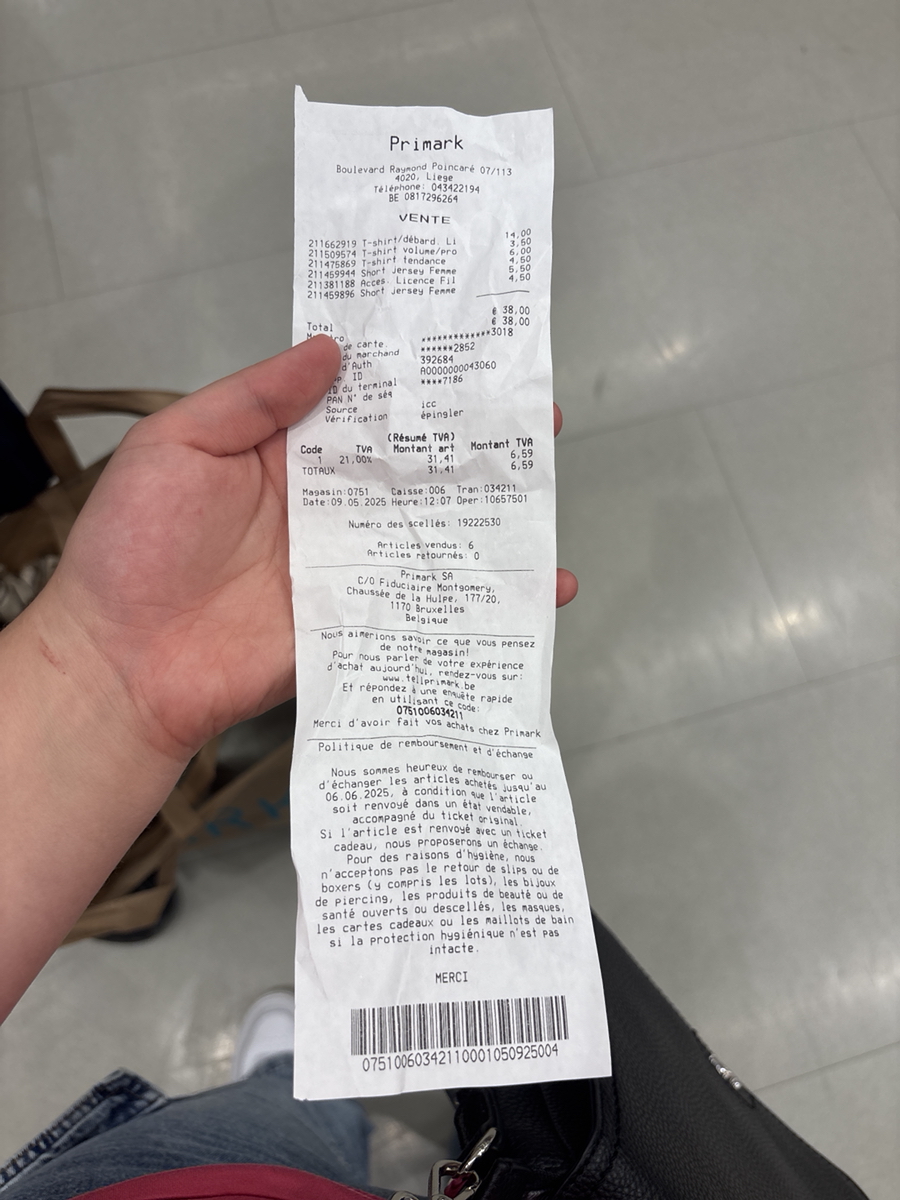 Primark
Boulevard Raymond Poincaré 07/113
4020, Liege
Téléphone: 043422194
BE 0817296264
VENTE
211662919 T-shirt/débard. Li 14,00
211509574 T-shirt volume/pro 3,50
211475869 T-shirt tendance 6,00
211459944 Short Jersey Femme 4,50
211381188 Acces. Licence Fil 5,50
211459896 Short Jersey Femme 4,50
Total € 38,00
€ 38,00
de carte ************3018
du marchand ******2852
d'Auth 392684
ID A0000000043060
ID du terminal ****7186
PAN N° de séq
Source icc
Vérification épingler
(Résumé TVA)
Code TVA Montant art Montant TVA
1 21,00% 31,41 6,59
TOTAUX 31,41 6,59
Magasin:0751 Caisse:006 Tran:034211
Date:09.05.2025 Heure:12:07 Oper:10657501
Numéro des scellés: 19222530
Articles vendus: 6
Articles retournés: 0
Primark SA
C/O Fiduciaire Montgomery,
Chaussée de la Hulpe, 177/20,
1170 Bruxelles
Belgique
Nous aimerions savoir ce que vous pensez
de notre magasin!
Pour nous parler de votre expérience
d'achat aujourd'hui, rendez-vous sur:
www.tellprimark.be
Et répondez à une enquête rapide
en utilisant ce code:
0751006034211
Merci d'avoir fait vos achats chez Primark
Politique de remboursement et d'échange
Nous sommes heureux de rembourser ou
d'échanger les articles achetés jusqu'au
06.06.2025, à condition que l'article
soit renvoyé dans un état vendable,
accompagné du ticket original.
Si l'article est renvoyé avec un ticket
cadeau, nous proposerons un échange.
Pour des raisons d'hygiène, nous
n'acceptons pas le retour de slips ou de
boxers (y compris les lots), les bijoux
de piercing, les produits de beauté ou de
santé ouverts ou descellés, les masques,
les cartes cadeaux ou les maillots de bain
si la protection hygiénique n'est pas
intacte.
MERCI
07510060342110001050925004